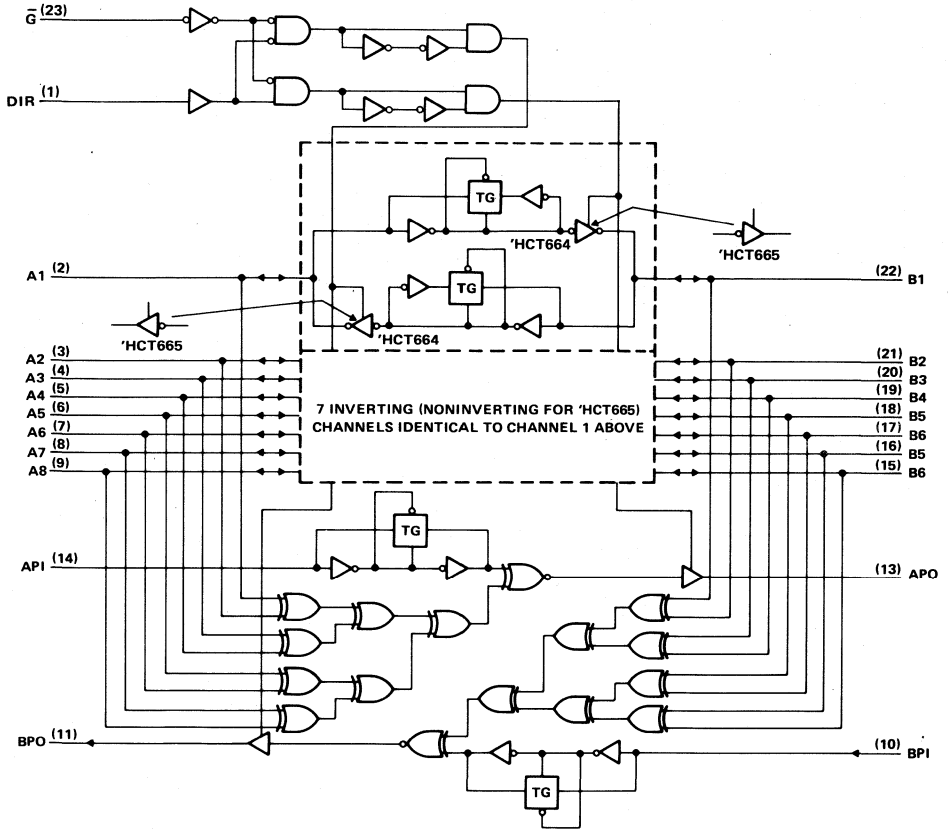 G̅ (23)
DIR (1)
TG
'HCT664
'HCT665
A1 (2)
(22) B1
TG
'HCT665
'HCT664
A2 (3)
A3 (4)
A4 (5)
A5 (6)
A6 (7)
A7 (8)
A8 (9)
7 INVERTING (NONINVERTING FOR 'HCT665)
CHANNELS IDENTICAL TO CHANNEL 1 ABOVE
(21) B2
(20) B3
(19) B4
(18) B5
(17) B6
(16) B5
(15) B6
TG
API (14)
(13) APO
BPO (11)
(10) BPI
TG